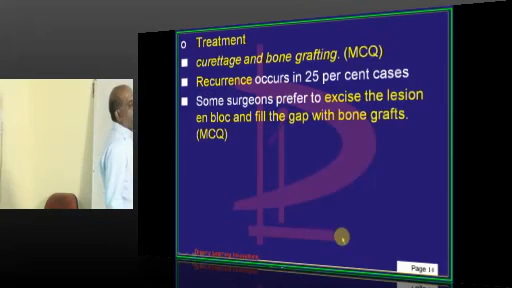 Treatment
curettage and bone grafting. (MCQ)
Recurrence occurs in 25 per cent cases
Some surgeons prefer to excise the lesion
en bloc and fill the gap with bone grafts.
(MCQ)
Page 11